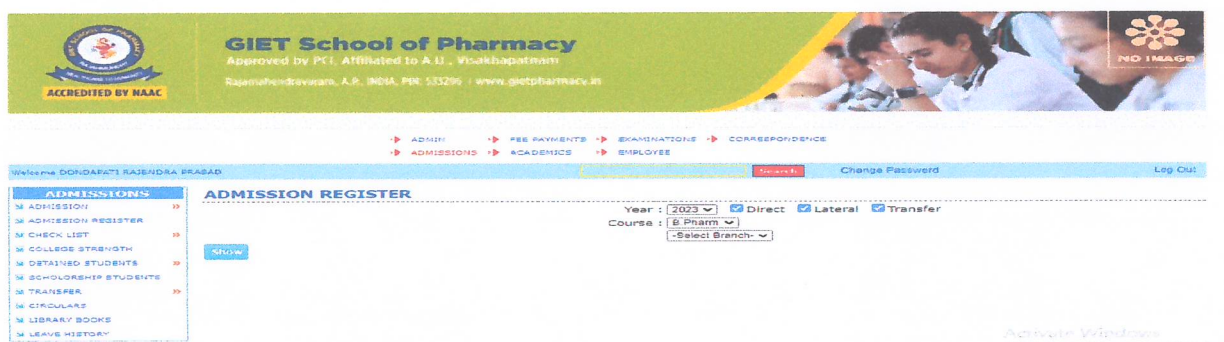 GIET School of Pharmacy
Approved by PCI, Affiliated to A.U., Visakhapatnam
Rajamahendravaram, A.P., INDIA, PIN: 533296 | www.gietpharmacy.in
ACCREDITED BY NAAC
NO IMAGE
ADMIN FEE PAYMENTS EXAMINATIONS CORRESPONDENCE
ADMISSIONS ACADEMICS EMPLOYEE
Welcome DONDAPATI RAJENDRA PRASAD Search Change Password Log Out
ADMISSIONS
ADMISSION
ADMISSION REGISTER
CHECK LIST
COLLEGE STRENGTH
DETAINED STUDENTS
SCHOLORSHIP STUDENTS
TRANSFER
CIRCULARS
LIBRARY BOOKS
LEAVE HISTORY
ADMISSION REGISTER
Year : 2023 Direct Lateral Transfer
Course : B.Pharm
-Select Branch-
Show
Activate Windows